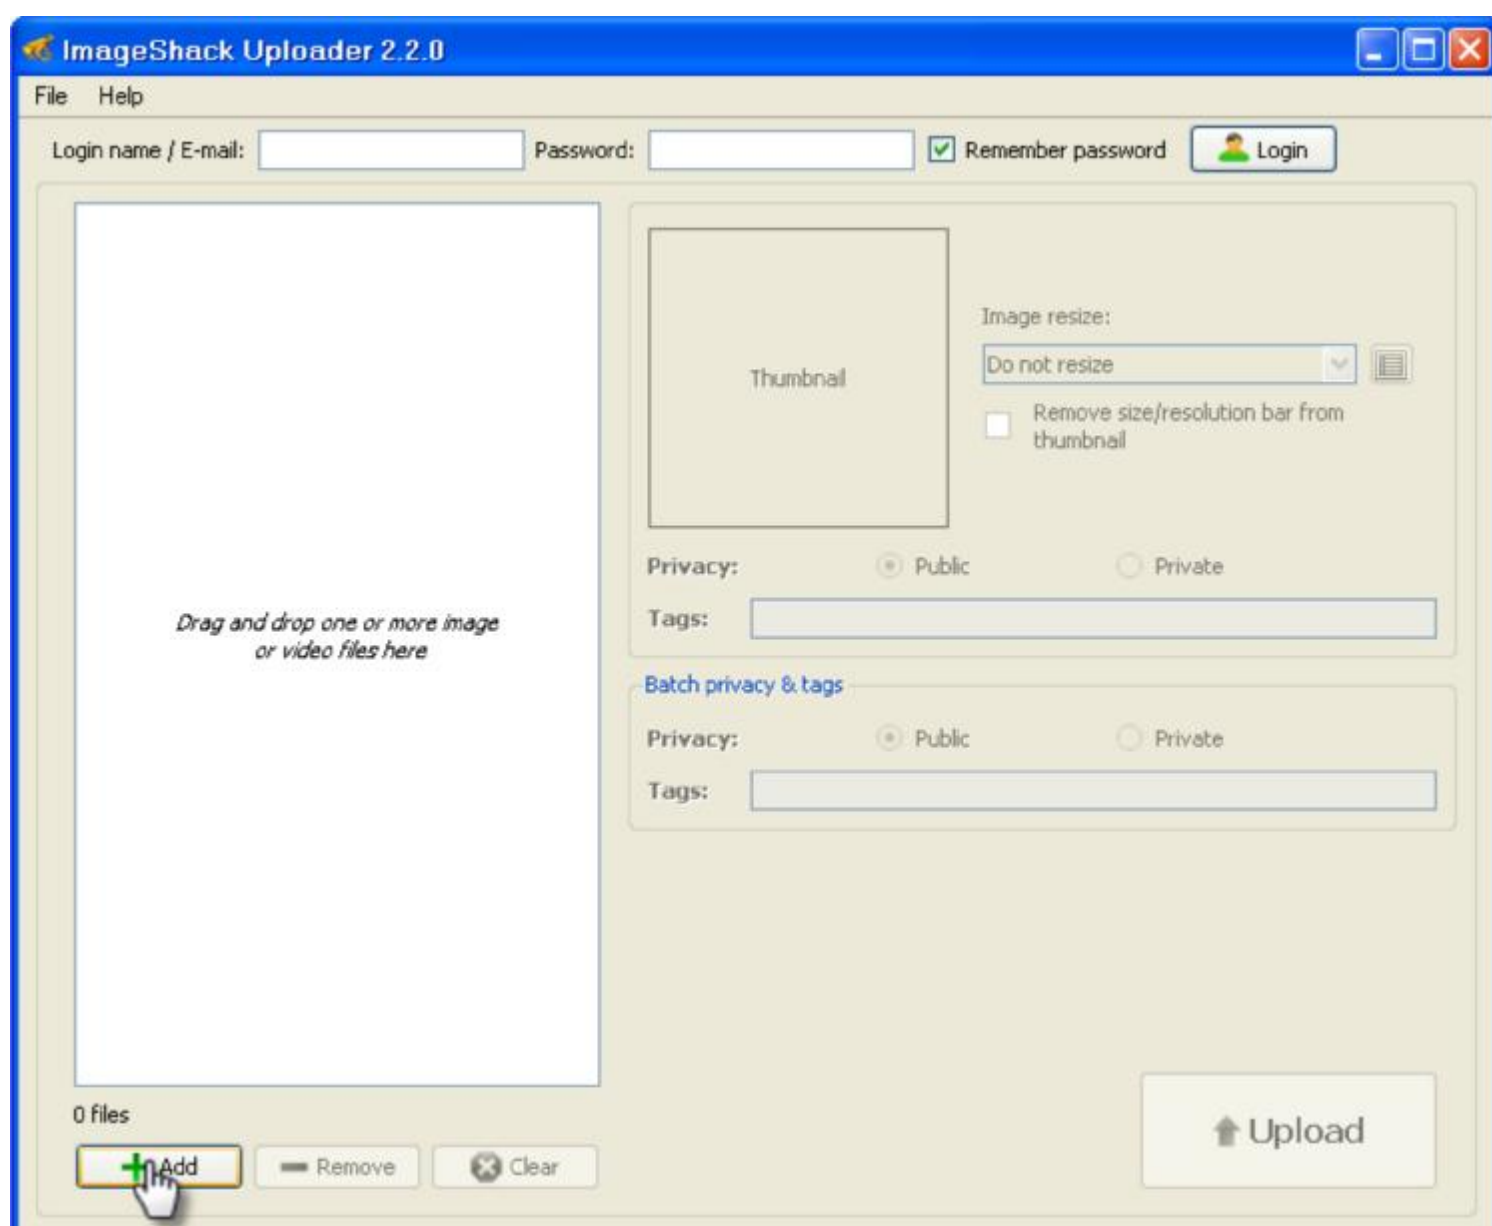 ImageShack Uploader 2.2.0
File Help
Login name / E-mail: Password: Remember password Login
Thumbnail
Image resize:
Do not resize
Remove size/resolution bar from
thumbnail
Privacy: Public Private
Tags:
Drag and drop one or more image
or video files here
Batch privacy & tags
Privacy: Public Private
Tags:
0 files
Add Remove Clear
Upload